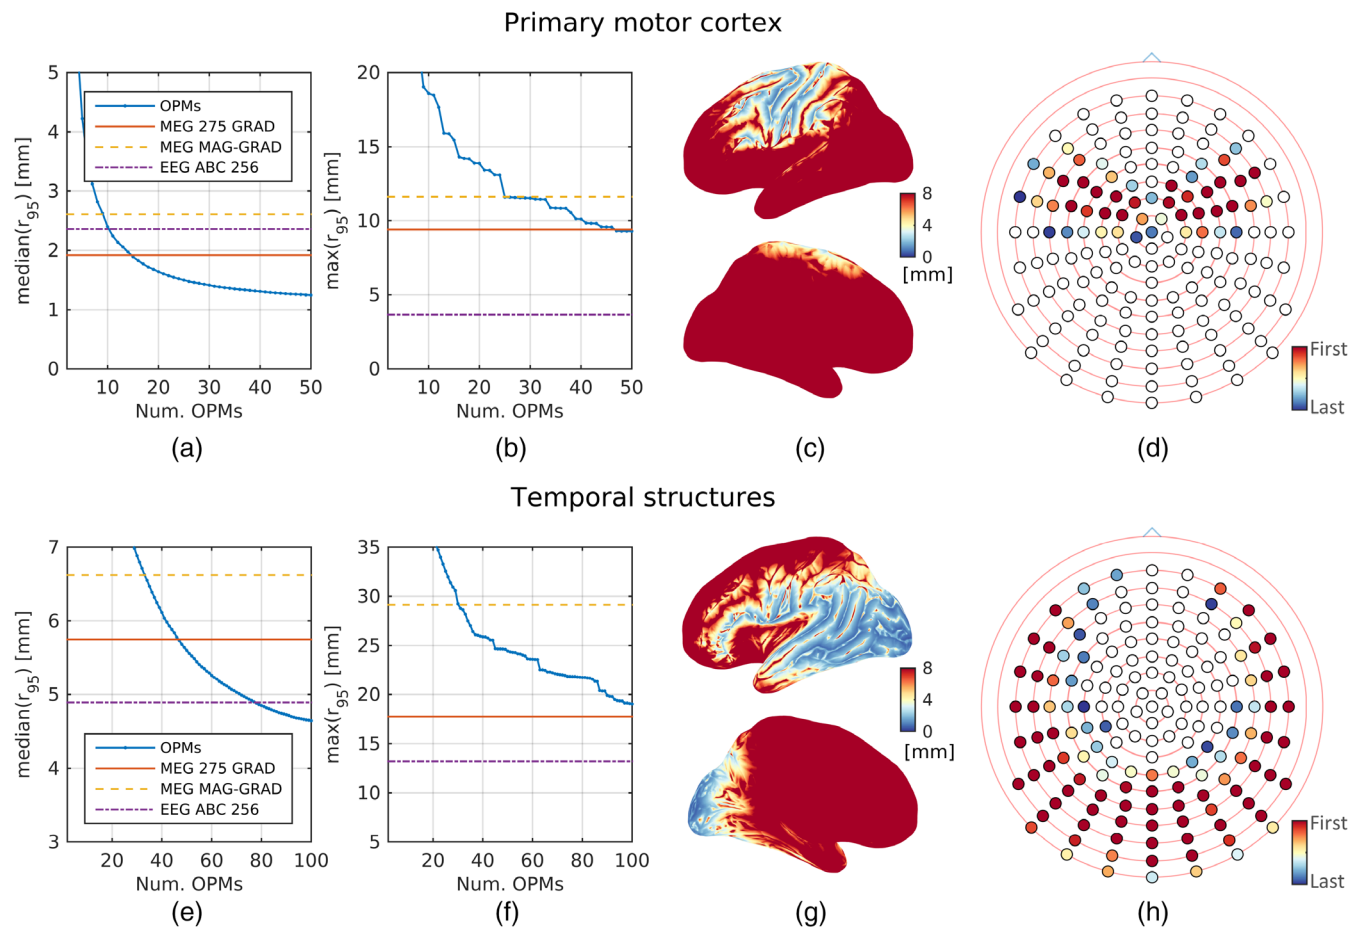 Primary motor cortex
5
4
3
2
1
0
median(r95) [mm]
OPMs
MEG 275 GRAD
MEG MAG-GRAD
EEG ABC 256
10 20 30 40 50
Num. OPMs
(a)
20
15
10
5
0
max(r95) [mm]
10 20 30 40 50
Num. OPMs
(b)
8
4
0
[mm]
(c)
First
Last
(d)
Temporal structures
7
6
5
4
3
median(r95) [mm]
OPMs
MEG 275 GRAD
MEG MAG-GRAD
EEG ABC 256
20 40 60 80 100
Num. OPMs
(e)
35
30
25
20
15
10
5
max(r95) [mm]
20 40 60 80 100
Num. OPMs
(f)
8
4
0
[mm]
(g)
First
Last
(h)